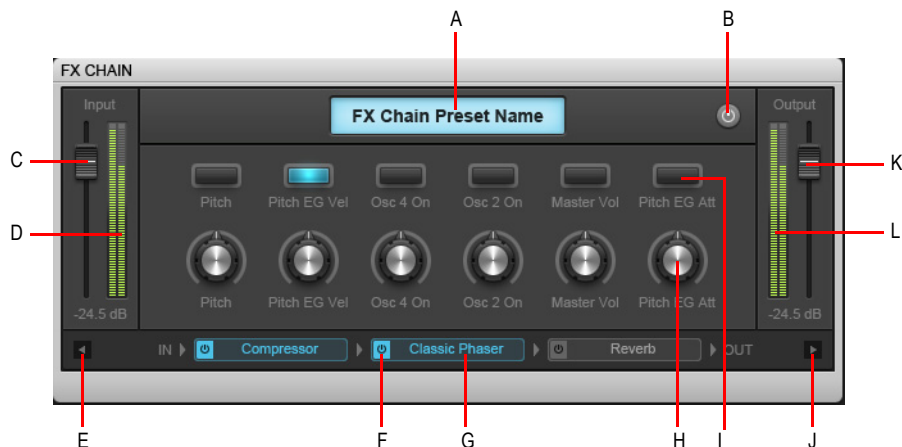 A
B
FX CHAIN
Input
FX Chain Preset Name
Output
C
K
Pitch
Pitch EG Vel
Osc 4 On
Osc 2 On
Master Vol
Pitch EG Att
D
L
Pitch
Pitch EG Vel
Osc 4 On
Osc 2 On
Master Vol
Pitch EG Att
-24.5 dB
-24.5 dB
IN
Compressor
Classic Phaser
Reverb
OUT
E
F
G
H
I
J